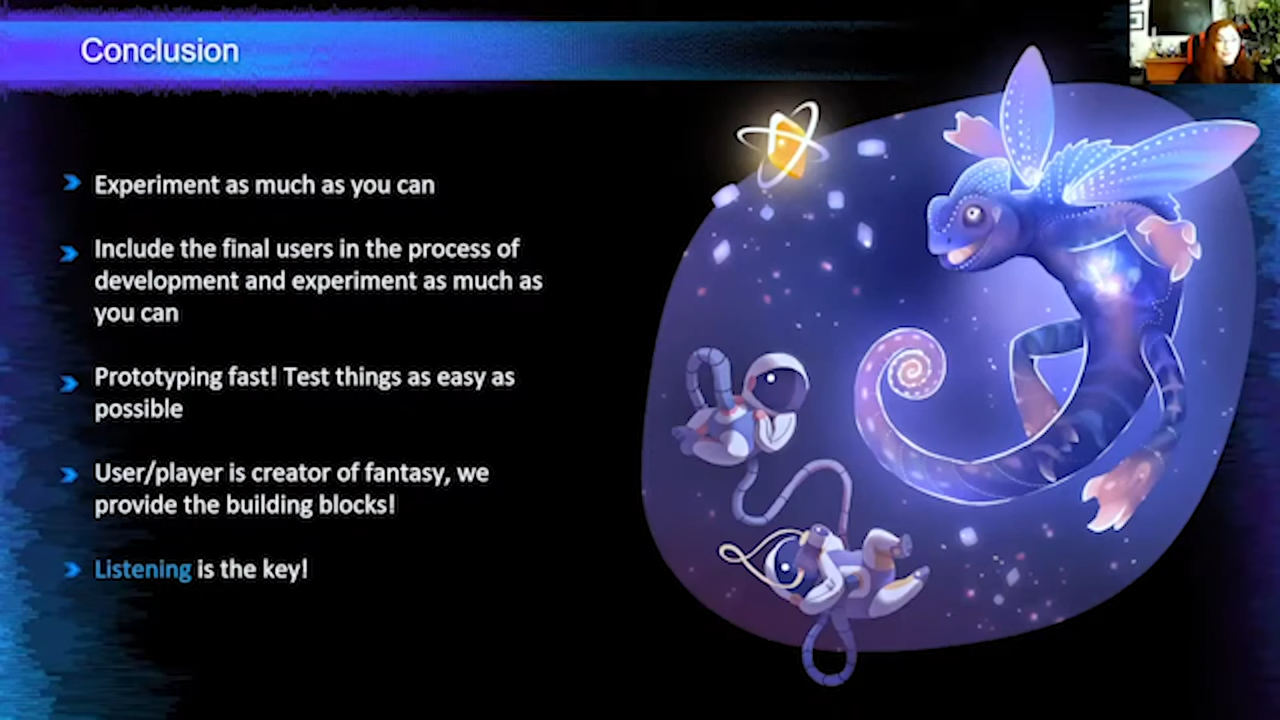 Conclusion
Experiment as much as you can
Include the final users in the process of
development and experiment as much as
you can
Prototyping fast! Test things as easy as
possible
User/player is creator of fantasy, we
provide the building blocks!
Listening is the key!